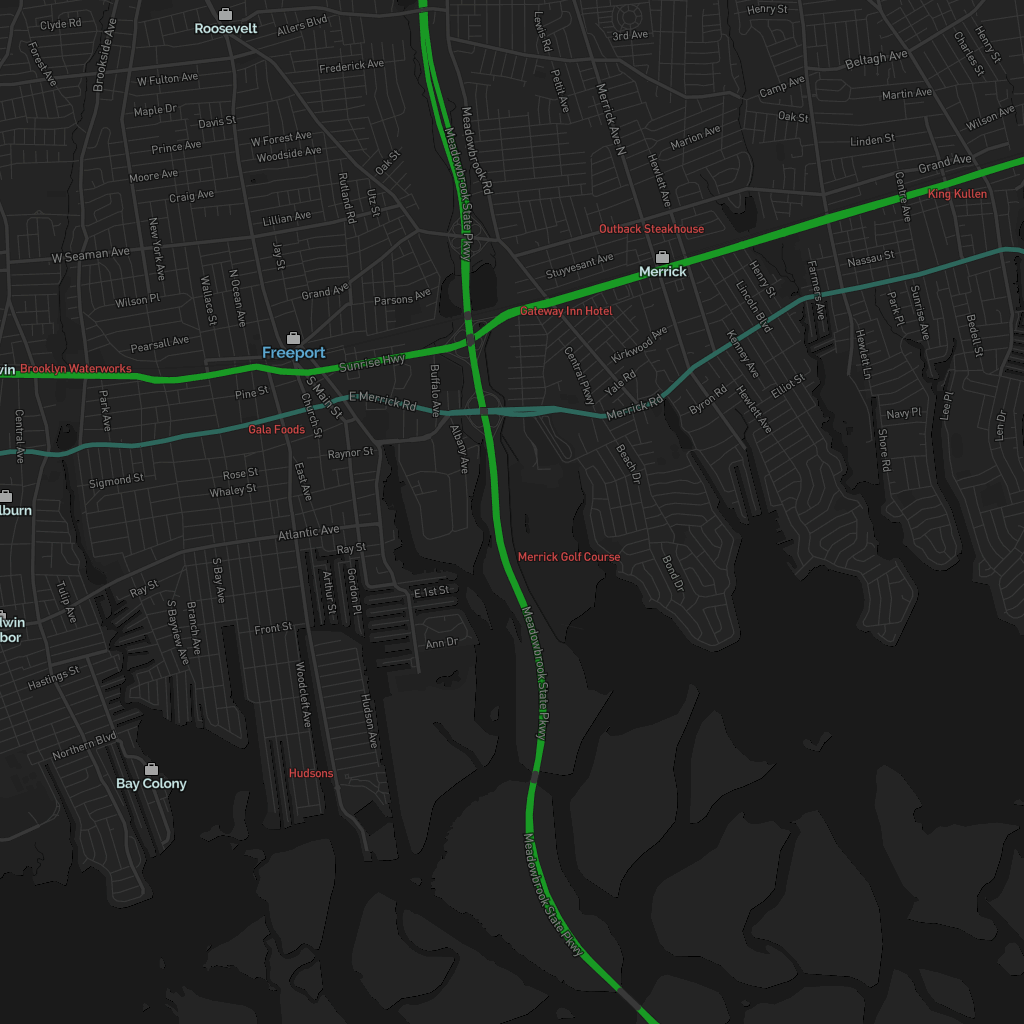 Henry St
Roosevelt
Allers Blvd
Clyde Rd
Lewis Rd
3rd Ave
Henry St
Charles St
Forest Ave
Brookside Ave
W Fulton Ave
Frederick Ave
Pettit Ave
Merrick Ave N
Camp Ave
Beltagh Ave
Martin Ave
Maple Dr
Davis St
Meadowbrook Rd
Meadowbrook State Pkwy
Oak St
Wilson Ave
Prince Ave
W Forest Ave
Woodside Ave
Oak St
Marion Ave
Linden St
Hewlett Ave
Grand Ave
Moore Ave
Craig Ave
Rutland Rd
Utz St
Centre Ave
King Kullen
Lillian Ave
New York Ave
Outback Steakhouse
W Seaman Ave
Jay St
Stuyvesant Ave
Merrick
Henry St
Farmers Ave
Nassau St
Wilson Pl
Wallace St
N Ocean Ave
Grand Ave
Parsons Ave
Gateway Inn Hotel
Lincoln Blvd
Park Pl
Sunrise Ave
Bedell St
Pearsall Ave
Freeport
Sunrise Hwy
Kirkwood Ave
Kenney Ave
Hewlett Ln
win
Brooklyn Waterworks
Central Pkwy
Yale Rd
Elliot St
Pine St
S Main St
Buffalo Ave
E Merrick Rd
Merrick Rd
Byron Rd
Hewlett Ave
Navy Pl
Lee Pl
Len Dr
Park Ave
Church St
Central Ave
Gala Foods
Albany Ave
Shore Rd
Raynor St
Beach Dr
Sigmond St
Rose St
Whaley St
East Ave
lburn
Atlantic Ave
Ray St
Merrick Golf Course
Bond Dr
Tulip Ave
Ray St
S Bay Ave
Arthur St
Gordon Pl
E 1st St
S Bayview Ave
Branch Ave
Front St
dwin
bor
Ann Dr
Meadowbrook State Pkwy
Hastings St
Woodcleft Ave
Hudson Ave
Northern Blvd
Bay Colony
Hudsons
Meadowbrook State Pkwy